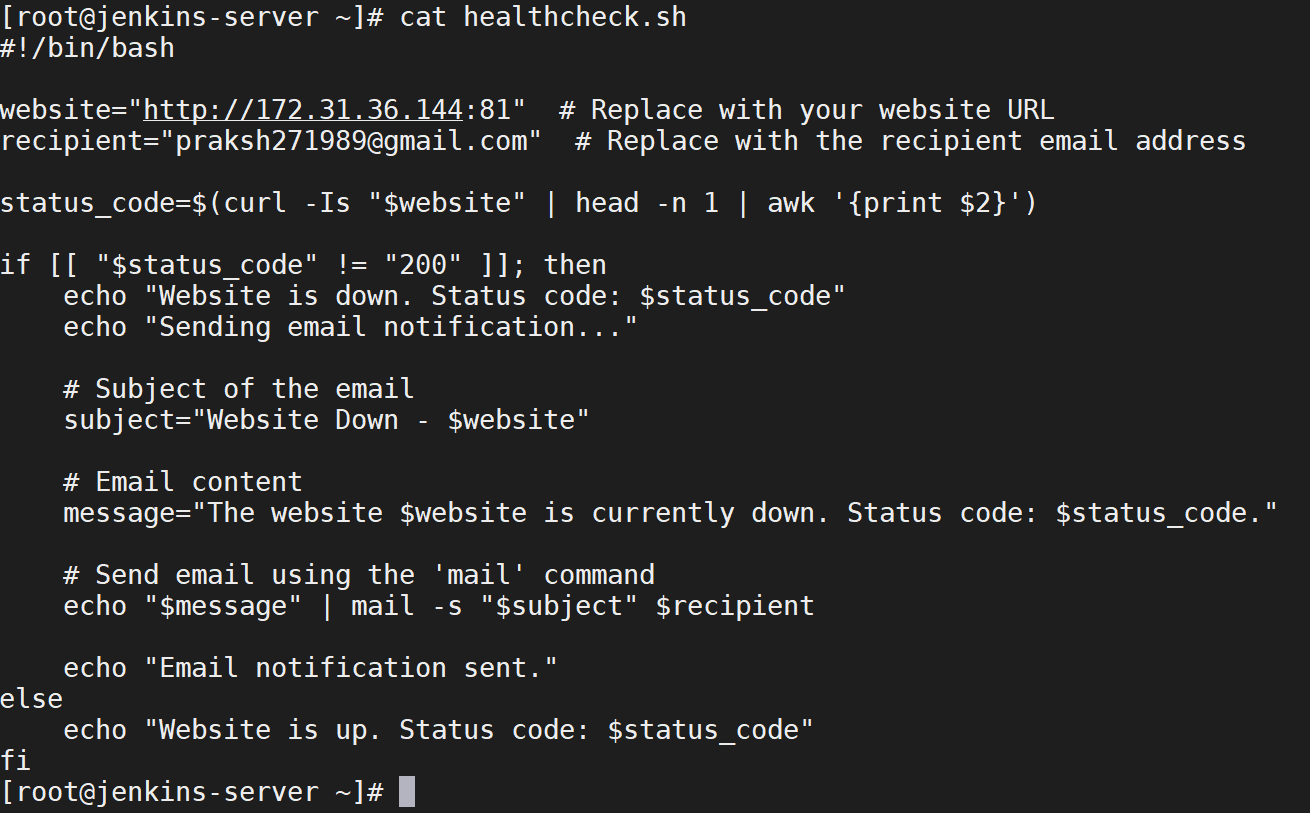 [root@jenkins-server ~]# cat healthcheck.sh
#!/bin/bash
website="http://172.31.36.144:81"  # Replace with your website URL
recipient="praksh271989@gmail.com"  # Replace with the recipient email address
status_code=$(curl -Is "$website" | head -n 1 | awk '{print $2}')
if [[ "$status_code" != "200" ]]; then
    echo "Website is down. Status code: $status_code"
    echo "Sending email notification..."
    # Subject of the email
    subject="Website Down - $website"
    # Email content
    message="The website $website is currently down. Status code: $status_code."
    # Send email using the 'mail' command
    echo "$message" | mail -s "$subject" $recipient
    echo "Email notification sent."
else
    echo "Website is up. Status code: $status_code"
fi
[root@jenkins-server ~]#